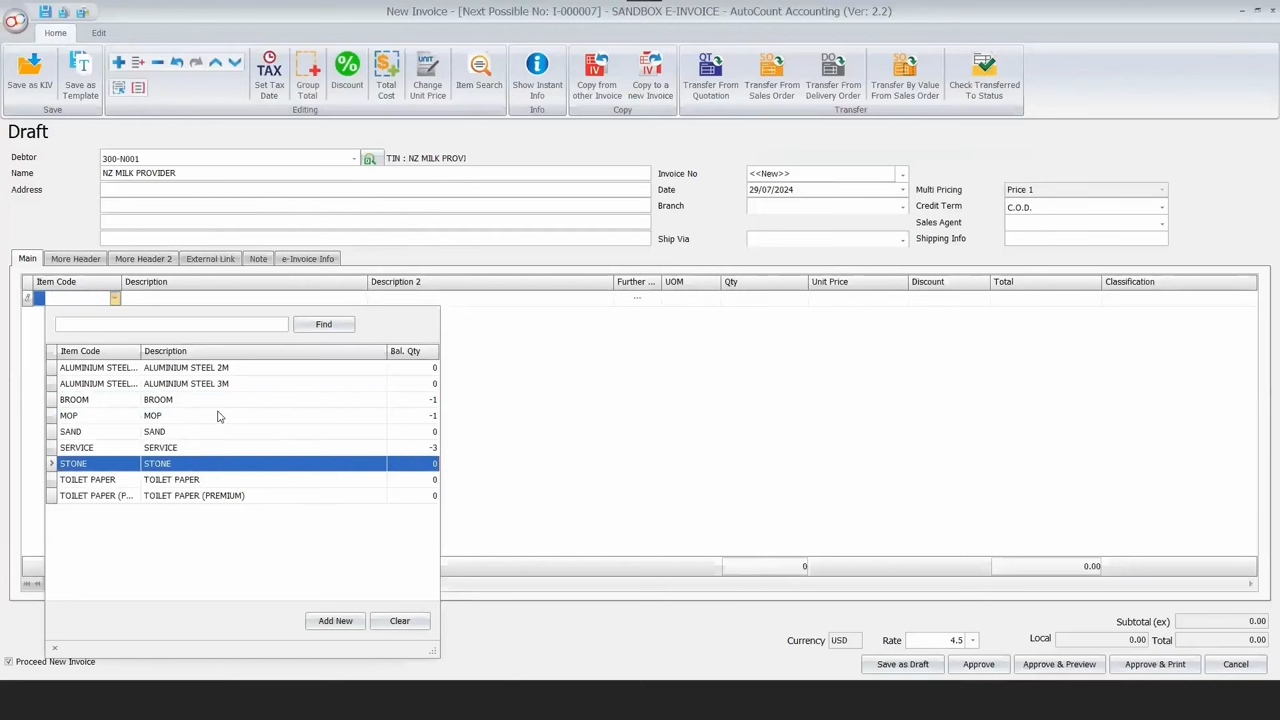 New Invoice - [Next Possible No: I-000007] - SANDBOX E-INVOICE - AutoCount Accounting (Ver: 2.2)
Home Edit
Save as KIV
Save as Template
Set Tax Date
Group Total
Discount
Total Cost
Change Unit Price
Item Search
Show Instant Info
Copy from other Invoice
Copy to a new Invoice
Transfer From Quotation
Transfer From Sales Order
Transfer From Delivery Order
Transfer By Value From Sales Order
Check Transferred To Status
Save Editing Info Copy Transfer
Draft
Debtor 300-N001 TIN : NZ MILK PROVI
Name NZ MILK PROVIDER
Address
Invoice No <<New>>
Date 29/07/2024 Multi Pricing Price 1
Branch Credit Term C.O.D.
Sales Agent
Ship Via Shipping Info
Main More Header More Header 2 External Link Note e-Invoice Info
Item Code Description Description 2 Further ... UOM Qty Unit Price Discount Total Classification
...
Find
Item Code Description Bal. Qty
ALUMINIUM STEEL... ALUMINIUM STEEL 2M 0
ALUMINIUM STEEL... ALUMINIUM STEEL 3M 0
BROOM BROOM -1
MOP MOP -1
SAND SAND 0
SERVICE SERVICE -3
STONE STONE 0
TOILET PAPER TOILET PAPER 0
TOILET PAPER (P... TOILET PAPER (PREMIUM) 0
0 0.00
Add New Clear
Subtotal (ex) 0.00
Currency USD Rate 4.5 Local 0.00 Total 0.00
Proceed New Invoice
Save as Draft Approve Approve & Preview Approve & Print Cancel